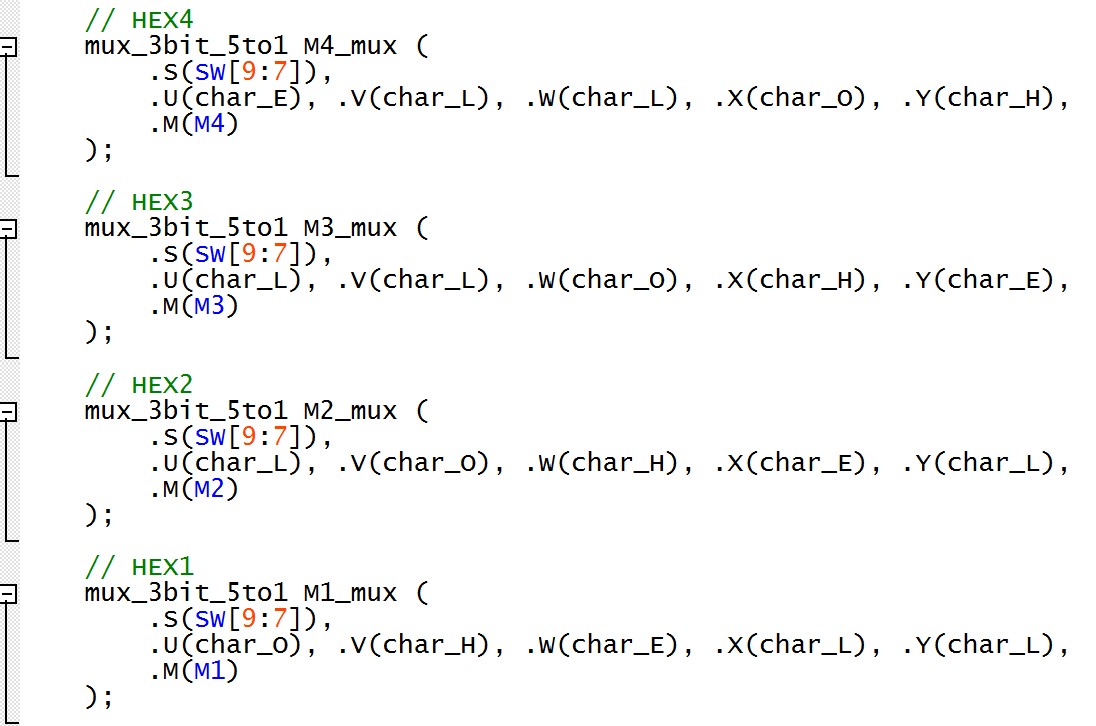 // HEX4
mux_3bit_5to1 M4_mux (
.S(SW[9:7]),
.U(char_E), .V(char_L), .W(char_L), .X(char_O), .Y(char_H),
.M(M4)
);
// HEX3
mux_3bit_5to1 M3_mux (
.S(SW[9:7]),
.U(char_L), .V(char_L), .W(char_O), .X(char_H), .Y(char_E),
.M(M3)
);
// HEX2
mux_3bit_5to1 M2_mux (
.S(SW[9:7]),
.U(char_L), .V(char_O), .W(char_H), .X(char_E), .Y(char_L),
.M(M2)
);
// HEX1
mux_3bit_5to1 M1_mux (
.S(SW[9:7]),
.U(char_O), .V(char_H), .W(char_E), .X(char_L), .Y(char_L),
.M(M1)
);